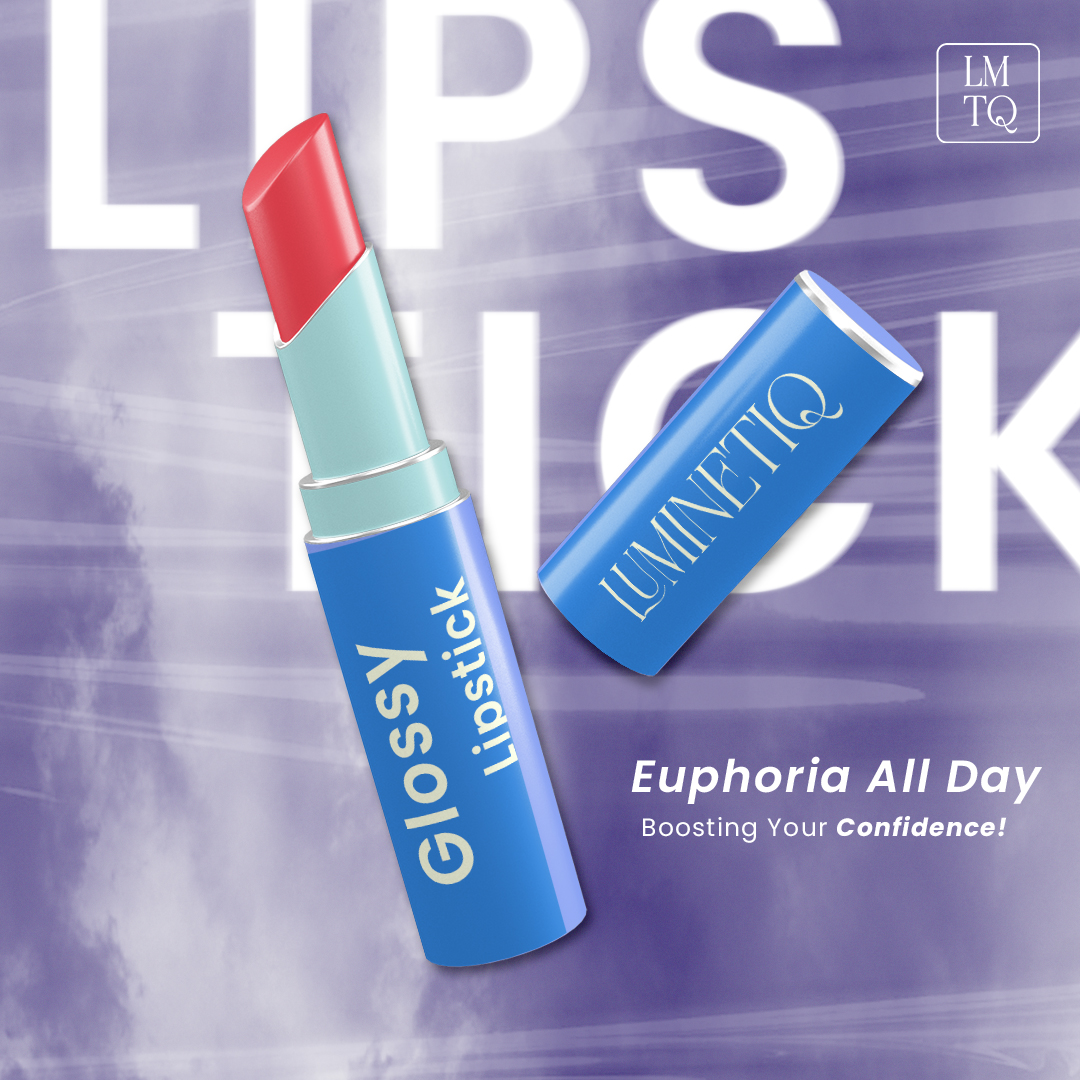 LIPS
TICK
LM
TQ
LUMINETIQ
Glossy
Lipstick
Euphoria All Day
Boosting Your Confidence!